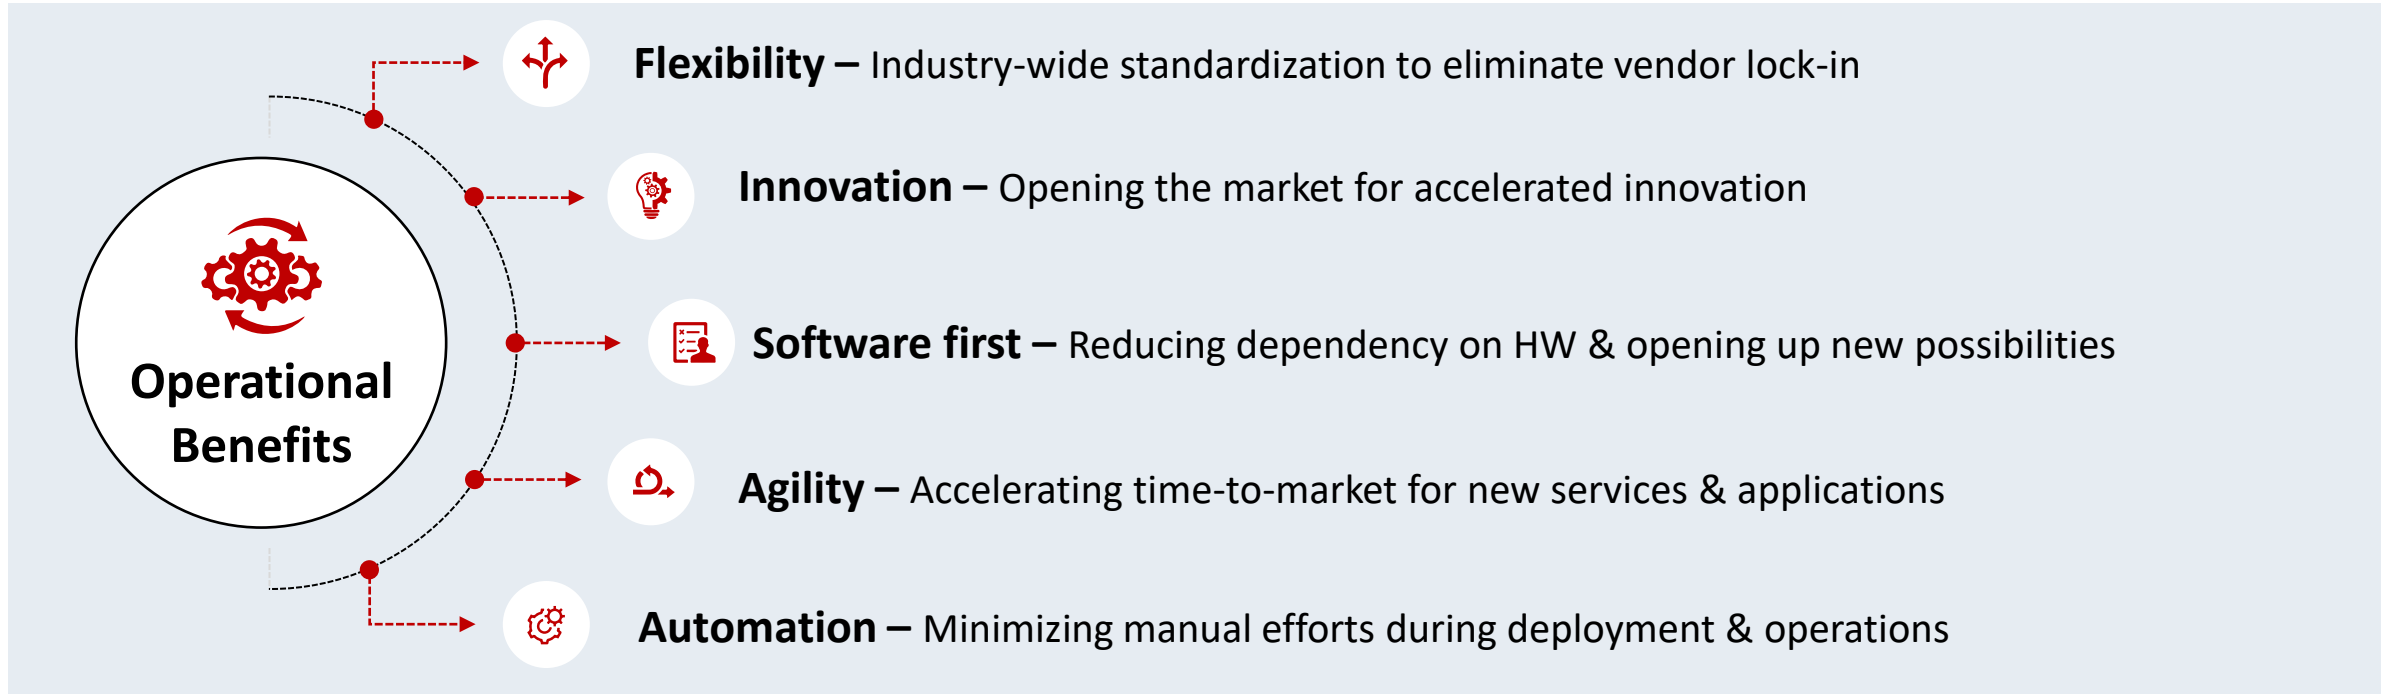 Flexibility – Industry-wide standardization to eliminate vendor lock-in
Innovation – Opening the market for accelerated innovation
Operational
Benefits
Software first – Reducing dependency on HW & opening up new possibilities
Agility – Accelerating time-to-market for new services & applications
Automation – Minimizing manual efforts during deployment & operations